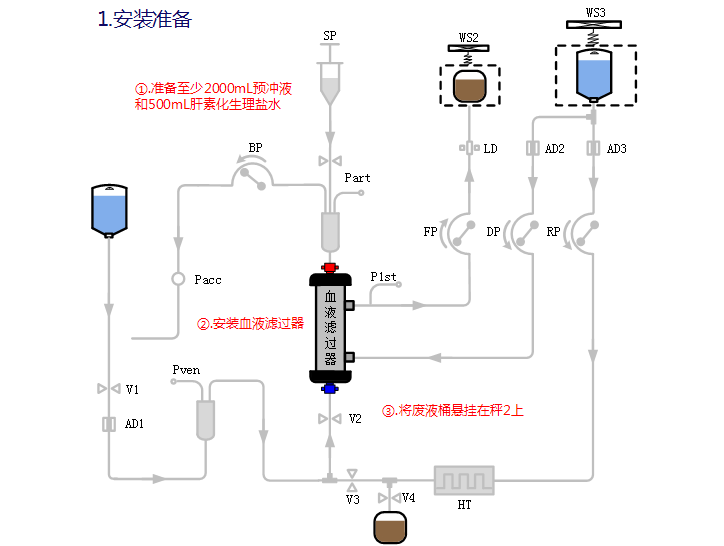 1.安装准备
WS3
WS2
SP
①.准备至少2000mL预冲液
和500mL肝素化生理盐水
BP
LD
AD2
AD3
Part
FP
DP
RP
Pacc
P1st
血液滤过器
②.安装血液滤过器
Pven
V1
③.将废液桶悬挂在秤2上
V2
AD1
V3
V4
HT